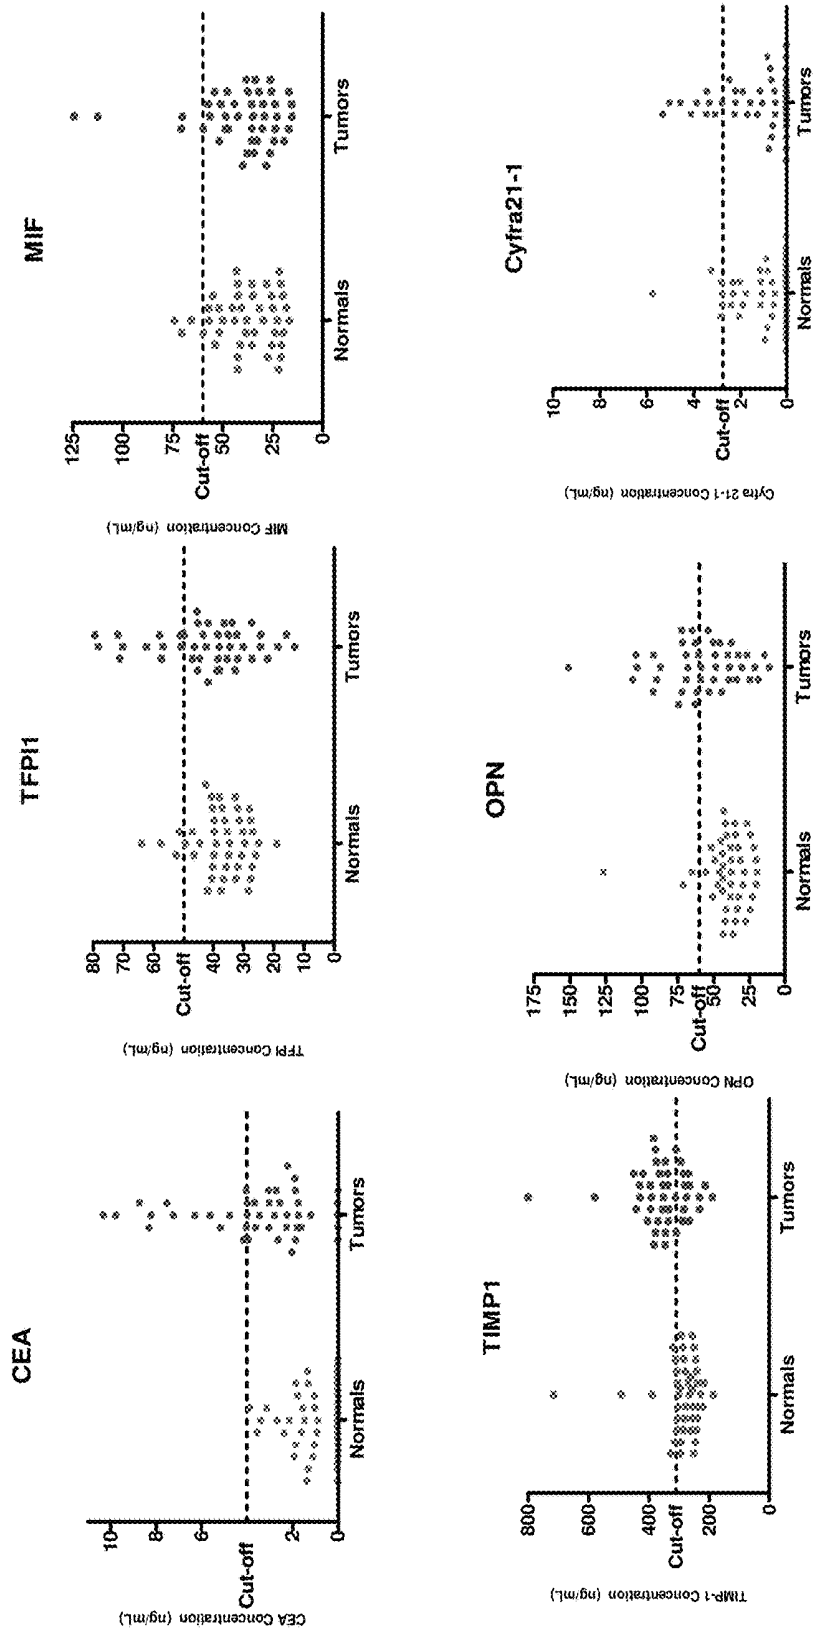 CEA
CEA Concentration (ng/mL)
10
8
6
Cut-off
2
0
Normals
Tumors
TFPI1
TFPI Concentration (ng/mL)
80
70
60
Cut-off
40
30
20
10
0
Normals
Tumors
MIF
MIF Concentration (ng/mL)
125
100
75
Cut-off
50
25
0
Normals
Tumors
TIMP1
TIMP-1 Concentration (ng/mL)
800
600
400
Cut-off
200
0
Normals
Tumors
OPN
OPN Concentration (ng/mL)
175
150
125
100
75
Cut-off
50
25
0
Normals
Tumors
Cyfra21-1
Cyfra 21-1 Concentration (ng/mL)
10
8
6
4
Cut-off
2
0
Normals
Tumors